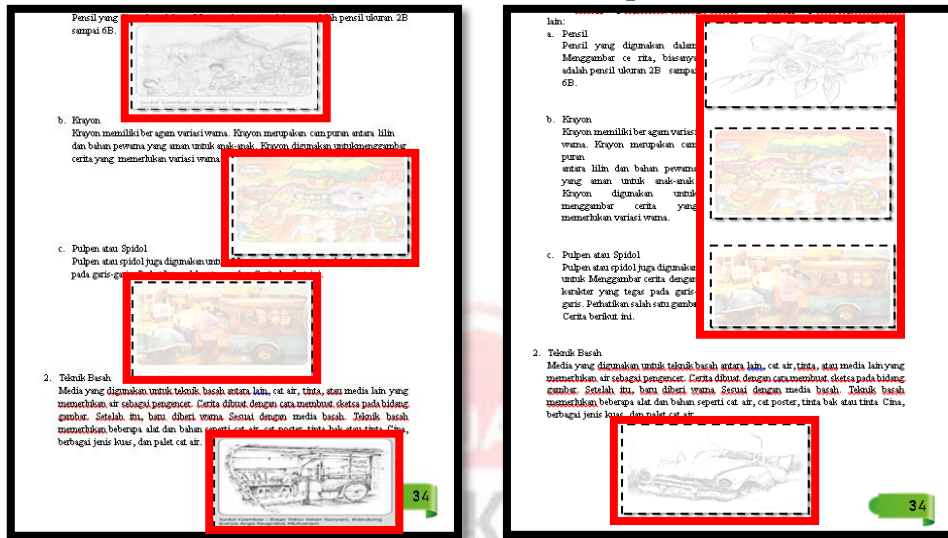 Pensil yang
pensil ukuran 2B
sampai 6B.
b. Krayon
Krayon memiliki ber agam variasi warna. Krayon merupakan cam puran antara lilin
dan bahan pewarna yang aman untuk anak-anak. Krayon digunakan untukmenggambar
cerita yang memerlukan variasi warna
c. Pulpen atau Spidol
Pulpen atau spidol juga digunakan
pada garis-
2. Teknik Basah
Media yang digunakan untuk teknik basah antara lain, cat air, tinta, atau media lain yang
memerlukan air sebagai pengencer. Cerita dibuat dengan cara membuat sketsa pada bidang
gambar. Setelah itu, baru diberi warna Sesuai dengan media basah. Teknik basah
memerlukan beberapa alat dan bahan seperti cat air, cat poster, tinta bak atau tinta Cina,
berbagai jenis kuas, dan palet cat air.
34
lain:
a. Pensil
Pensil yang digunakan dalam
Menggambar ce rita, biasanya
adalah pensil ukuran 2B sampai
6B.
b. Krayon
Krayon memiliki ber agam variasi
warna. Krayon merupakan cam
puran
antara lilin dan bahan pewarna
yang aman untuk anak-anak.
Krayon digunakan untuk
menggambar cerita yang
memerlukan variasi warna.
c. Pulpen atau Spidol
Pulpen atau spidol juga digunakan
untuk Menggambar cerita dengan
karakter yang tegas pada garis-
garis. Perhatikan salah satu gambar
Cerita berikut ini.
2. Teknik Basah
Media yang digunakan untuk teknik basah antara lain, cat air, tinta, atau media lain yang
memerlukan air sebagai pengencer. Cerita dibuat dengan cara membuat sketsa pada bidang
gambar. Setelah itu, baru diberi warna Sesuai dengan media basah. Teknik basah
memerlukan beberapa alat dan bahan seperti cat air, cat poster, tinta bak atau tinta Cina,
berbagai jenis kuas, dan palet cat air
34